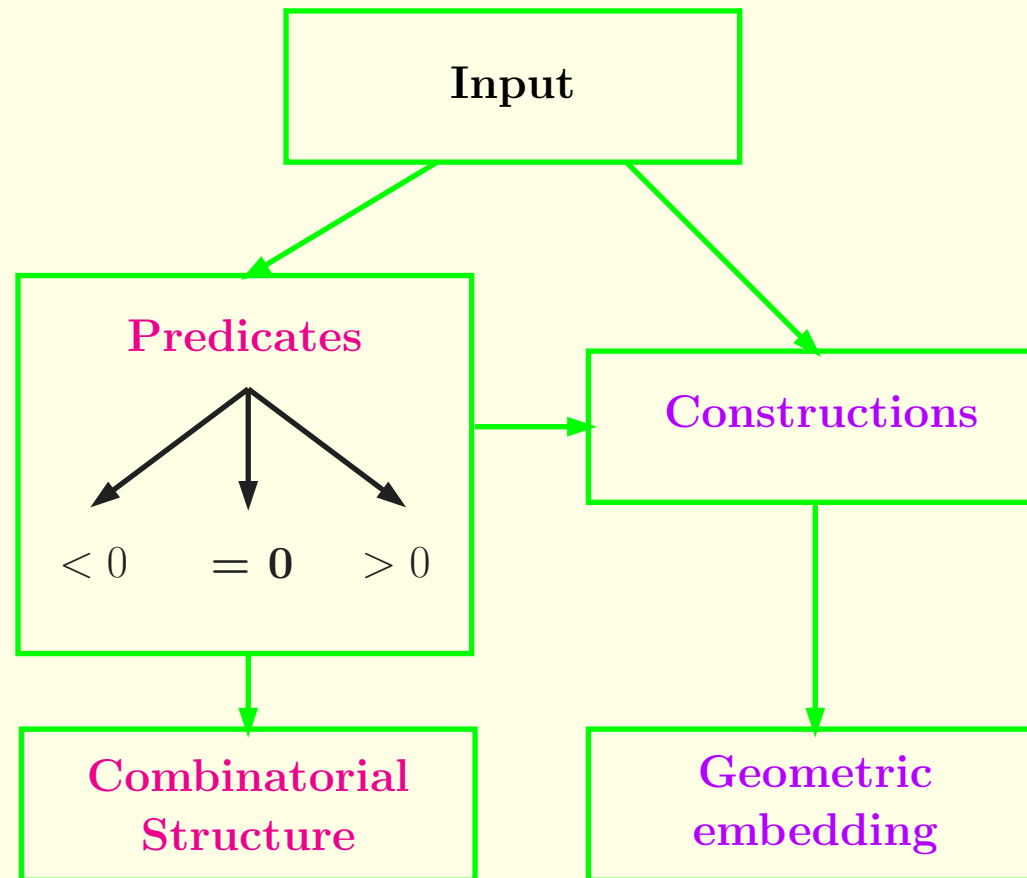 Input
Predicates
< 0
= 0
> 0
Constructions
Combinatorial
Structure
Geometric
embedding